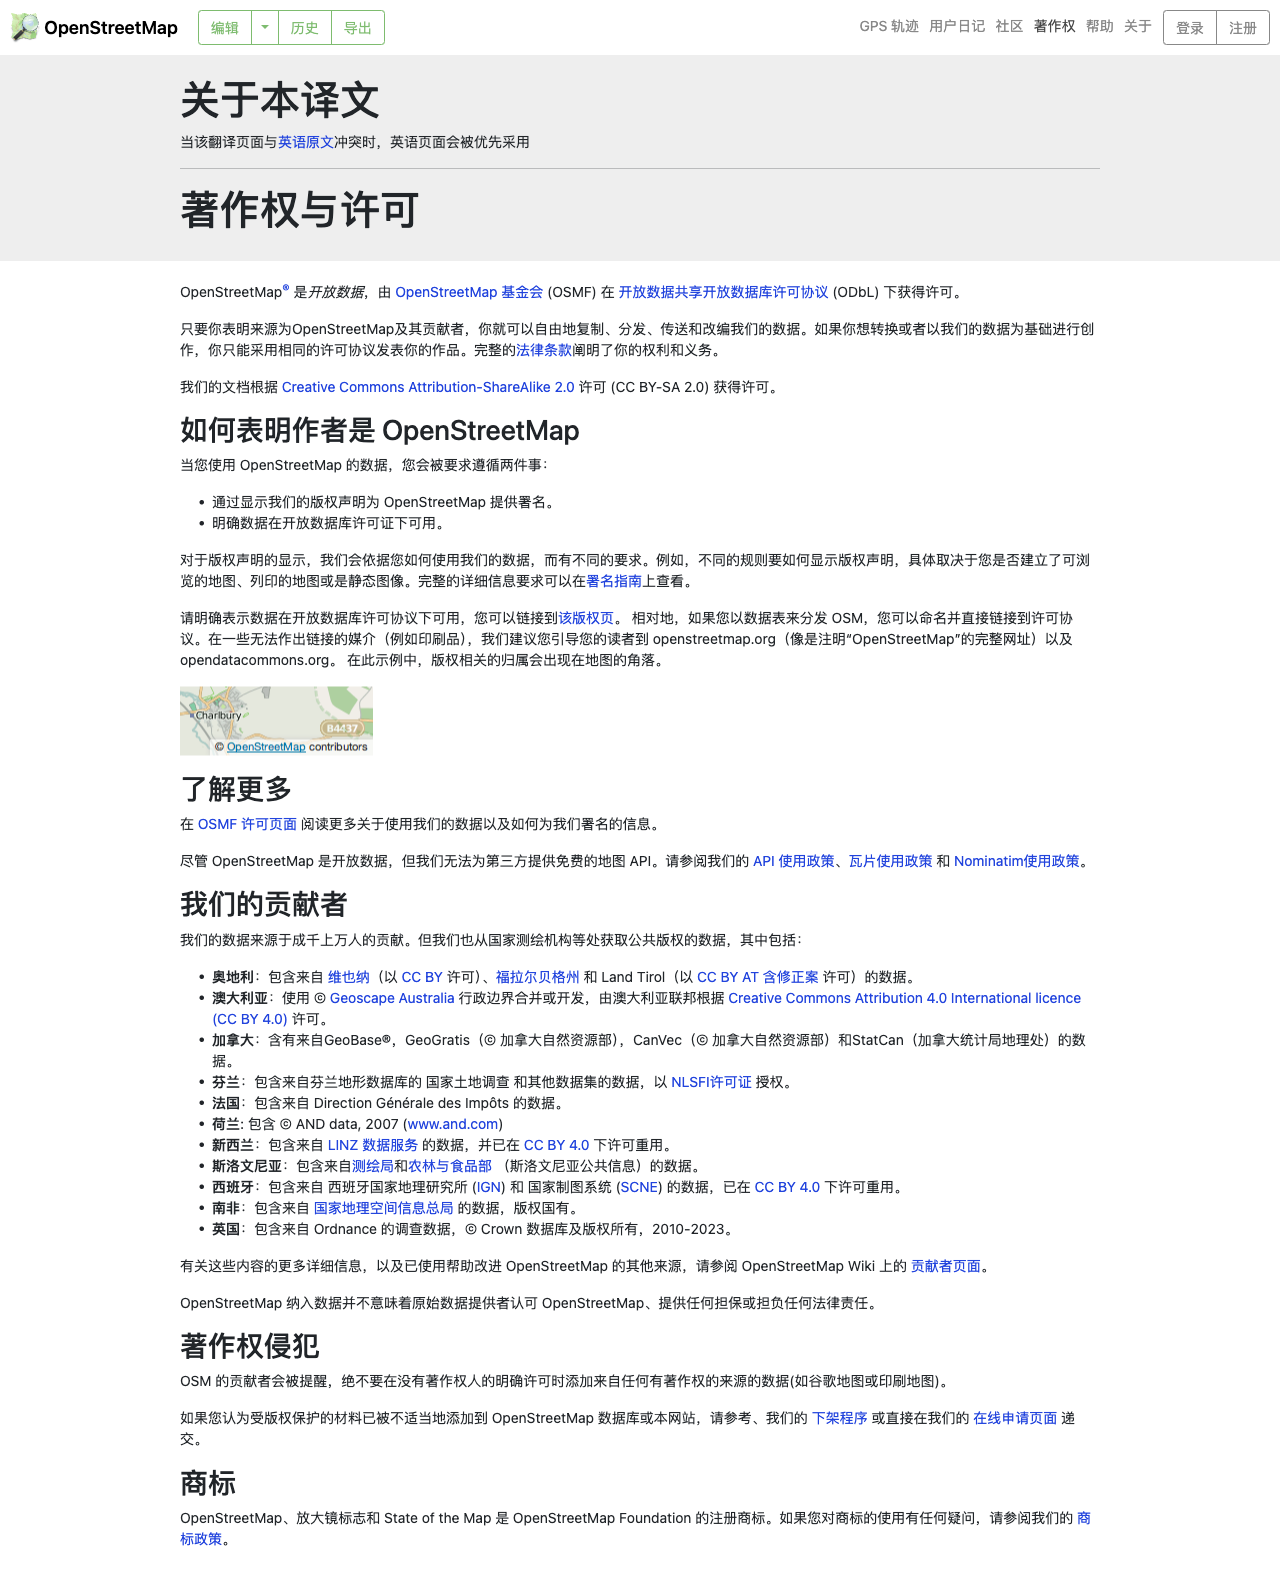 OpenStreetMap 编辑 历史 导出 GPS 轨迹 用户日记 社区 著作权 帮助 关于 登录 注册
关于本译文
当该翻译页面与英语原文冲突时，英语页面会被优先采用
著作权与许可
OpenStreetMap® 是开放数据，由 OpenStreetMap 基金会 (OSMF) 在 开放数据共享开放数据库许可协议 (ODbL) 下获得许可。
只要你表明来源为OpenStreetMap及其贡献者，你就可以自由地复制、分发、传送和改编我们的数据。如果你想转换或者以我们的数据为基础进行创
作，你只能采用相同的许可协议发表你的作品。完整的法律条款阐明了你的权利和义务。
我们的文档根据 Creative Commons Attribution-ShareAlike 2.0 许可 (CC BY-SA 2.0) 获得许可。
如何表明作者是 OpenStreetMap
当您使用 OpenStreetMap 的数据，您会被要求遵循两件事：
• 通过显示我们的版权声明为 OpenStreetMap 提供署名。
• 明确数据在开放数据库许可证下可用。
对于版权声明的显示，我们会依据您如何使用我们的数据，而有不同的要求。例如，不同的规则要如何显示版权声明，具体取决于您是否建立了可浏
览的地图、列印的地图或是静态图像。完整的详细信息要求可以在署名指南上查看。
请明确表示数据在开放数据库许可协议下可用，您可以链接到该版权页。 相对地，如果您以数据表来分发 OSM，您可以命名并直接链接到许可协
议。在一些无法作出链接的媒介（例如印刷品），我们建议您引导您的读者到 openstreetmap.org（像是注明“OpenStreetMap”的完整网址）以及
opendatacommons.org。 在此示例中，版权相关的归属会出现在地图的角落。
Charlbury
B4437
© OpenStreetMap contributors
了解更多
在 OSMF 许可页面 阅读更多关于使用我们的数据以及如何为我们署名的信息。
尽管 OpenStreetMap 是开放数据，但我们无法为第三方提供免费的地图 API。请参阅我们的 API 使用政策、瓦片使用政策 和 Nominatim使用政策。
我们的贡献者
我们的数据来源于成千上万人的贡献。但我们也从国家测绘机构等处获取公共版权的数据，其中包括：
• 奥地利：包含来自 维也纳（以 CC BY 许可）、福拉尔贝格州 和 Land Tirol（以 CC BY AT 含修正案 许可）的数据。
• 澳大利亚：使用 © Geoscape Australia 行政边界合并或开发，由澳大利亚联邦根据 Creative Commons Attribution 4.0 International licence
(CC BY 4.0) 许可。
• 加拿大：含有来自GeoBase®，GeoGratis（© 加拿大自然资源部），CanVec（© 加拿大自然资源部）和StatCan（加拿大统计局地理处）的数
据。
• 芬兰：包含来自芬兰地形数据库的 国家土地调查 和其他数据集的数据，以 NLSFI许可证 授权。
• 法国：包含来自 Direction Générale des Impôts 的数据。
• 荷兰: 包含 © AND data, 2007 (www.and.com)
• 新西兰：包含来自 LINZ 数据服务 的数据，并已在 CC BY 4.0 下许可重用。
• 斯洛文尼亚：包含来自测绘局和农林与食品部 （斯洛文尼亚公共信息）的数据。
• 西班牙：包含来自 西班牙国家地理研究所 (IGN) 和 国家制图系统 (SCNE) 的数据，已在 CC BY 4.0 下许可重用。
• 南非：包含来自 国家地理空间信息总局 的数据，版权国有。
• 英国：包含来自 Ordnance 的调查数据，© Crown 数据库及版权所有，2010-2023。
有关这些内容的更多详细信息，以及已使用帮助改进 OpenStreetMap 的其他来源，请参阅 OpenStreetMap Wiki 上的 贡献者页面。
OpenStreetMap 纳入数据并不意味着原始数据提供者认可 OpenStreetMap、提供任何担保或担负任何法律责任。
著作权侵犯
OSM 的贡献者会被提醒，绝不要在没有著作权人的明确许可时添加来自任何有著作权的来源的数据(如谷歌地图或印刷地图)。
如果您认为受版权保护的材料已被不适当地添加到 OpenStreetMap 数据库或本网站，请参考、我们的 下架程序 或直接在我们的 在线申请页面 递
交。
商标
OpenStreetMap、放大镜标志和 State of the Map 是 OpenStreetMap Foundation 的注册商标。如果您对商标的使用有任何疑问，请参阅我们的 商
标政策。